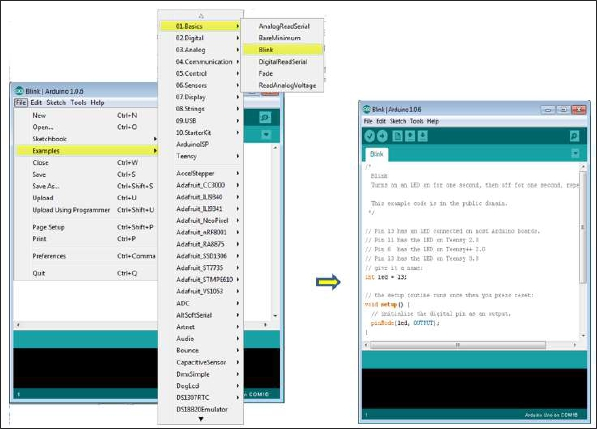 Blink | Arduino 1.0.6
File Edit Sketch Tools Help
New Ctrl+N
Open... Ctrl+O
Sketchbook
Examples
Close Ctrl+W
Save Ctrl+S
Save As... Ctrl+Shift+S
Upload Ctrl+U
Upload Using Programmer Ctrl+Shift+U
Page Setup Ctrl+Shift+P
Print Ctrl+P
Preferences Ctrl+Comma
Quit Ctrl+Q
1
Arduino Uno on COM16
01.Basics
02.Digital
03.Analog
04.Communication
05.Control
06.Sensors
07.Display
08.Strings
09.USB
10.StarterKit
ArduinoISP
Teensy
AccelStepper
Adafruit_CC3000
Adafruit_ILI9340
Adafruit_ILI9341
Adafruit_NeoPixel
Adafruit_nRF8001
Adafruit_RA8875
Adafruit_SSD1306
Adafruit_ST7735
Adafruit_STMPE610
Adafruit_VS1053
ADC
AltSoftSerial
Artnet
Audio
Bounce
CapacitiveSensor
DmxSimple
DogLcd
DS1307RTC
DS18B20Emulator
AnalogReadSerial
BareMinimum
Blink
DigitalReadSerial
Fade
ReadAnalogVoltage
Blink | Arduino 1.0.6
File Edit Sketch Tools Help
Blink
/*
Blink
Turns on an LED on for one second, then off for one second, repe
This example code is in the public domain.
*/
// Pin 13 has an LED connected on most Arduino boards.
// Pin 11 has the LED on Teensy 2.0
// Pin 6 has the LED on Teensy++ 2.0
// Pin 13 has the LED on Teensy 3.0
// give it a name:
int led = 13;
// the setup routine runs once when you press reset:
void setup() {
// initialize the digital pin as an output.
pinMode(led, OUTPUT);
}
1
Arduino Uno on COM16